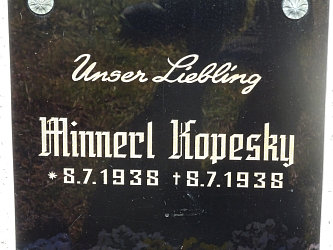 Unser Liebling
Minnerl Kopesky
* 8.7.1938 † 8.7.1938